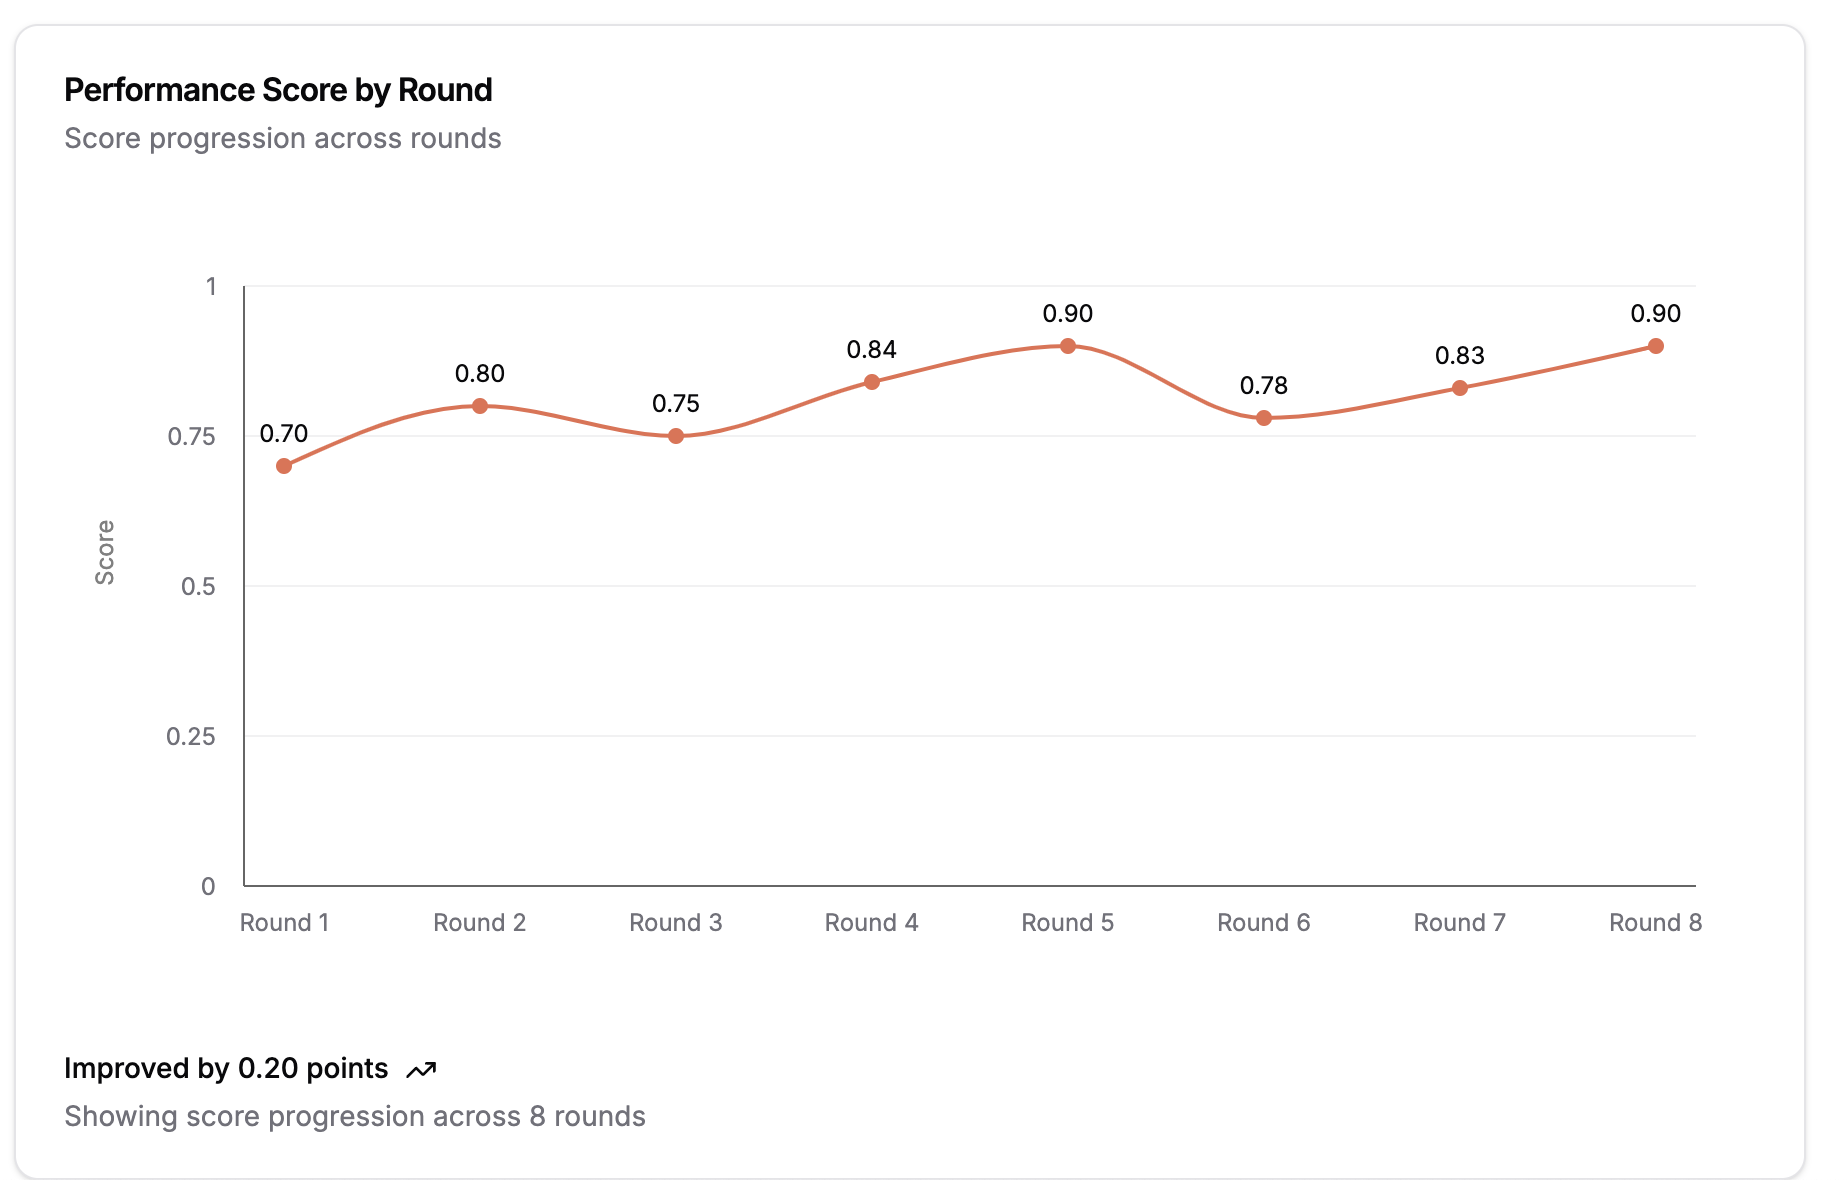 Performance Score by Round
Score progression across rounds
1
0.75
0.5
0.25
0
Score
0.70
0.80
0.75
0.84
0.90
0.78
0.83
0.90
Round 1
Round 2
Round 3
Round 4
Round 5
Round 6
Round 7
Round 8
Improved by 0.20 points
Showing score progression across 8 rounds